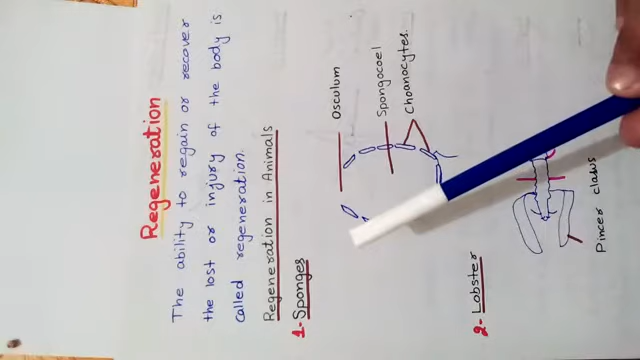 Regeneration
The ability to regain or recover
the lost or injury of the body is
called regeneration.
Regeneration in Animals
1- Sponges
Osculum
Spongocoel
Choanocytes.
2- Lobster
Pincer claws